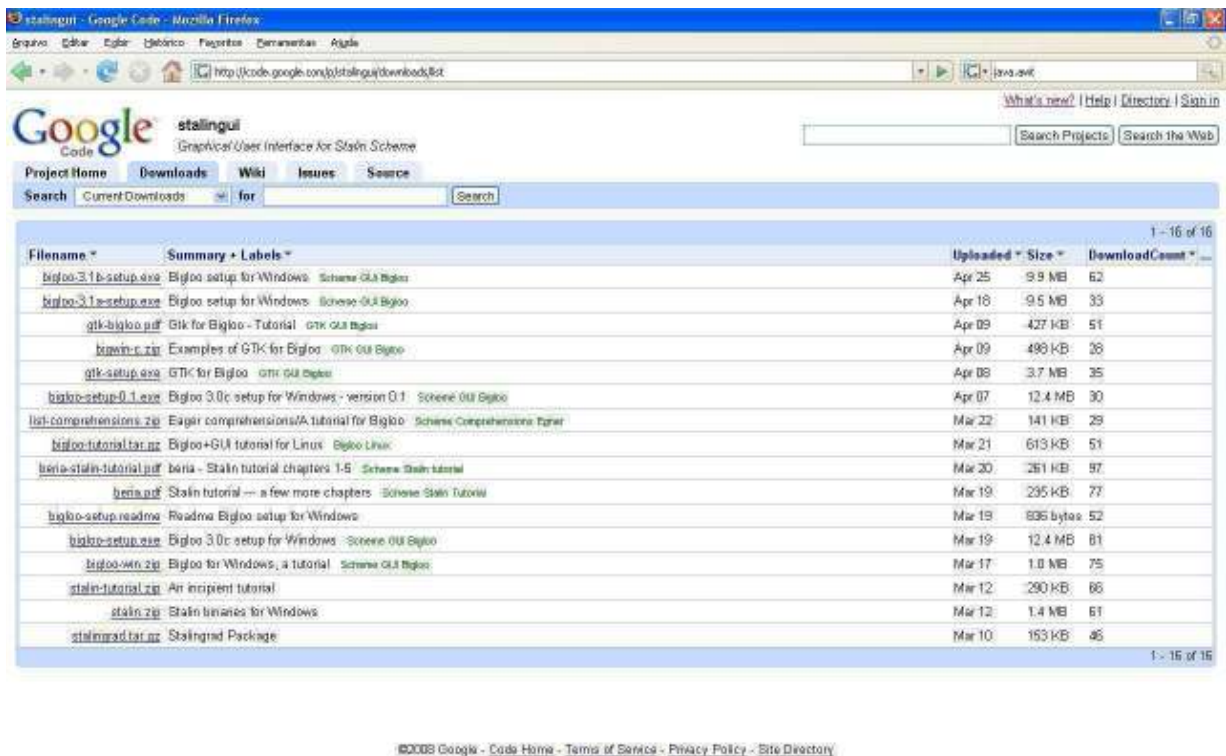 stalingui - Google Code - Mozilla Firefox
Arquivo Editar Exibir Histórico Favoritos Ferramentas Ajuda
http://code.google.com/p/stalingui/downloads/list java.awt
What's new? | Help | Directory | Sign in
Google Code
stalingui
Graphical User Interface for Stalin Scheme
Search Projects Search the Web
Project Home Downloads Wiki Issues Source
Search Current Downloads for Search
1 - 16 of 16
Filename Summary + Labels Uploaded Size DownloadCount ...
bigloo-3.1b-setup.exe Bigloo setup for Windows Scheme GUI Bigloo Apr 25 9.9 MB 62
bigloo-3.1a-setup.exe Bigloo setup for Windows Scheme GUI Bigloo Apr 18 9.5 MB 33
gtk-bigloo.pdf Gtk for Bigloo - Tutorial GTK GUI Bigloo Apr 09 427 KB 51
bigwin-c.zip Examples of GTK for Bigloo GTK GUI Bigloo Apr 09 498 KB 28
gtk-setup.exe GTK for Bigloo GTK GUI Bigloo Apr 08 3.7 MB 35
bigloo-setup-0.1.exe Bigloo 3.0c setup for Windows - version 0.1 Scheme GUI Bigloo Apr 07 12.4 MB 30
list-comprehensions.zip Eager comprehensions/A tutorial for Bigloo Scheme Comprehensions Egner Mar 22 141 KB 29
bigloo-tutorial.tar.gz Bigloo+GUI tutorial for Linux Bigloo Linux Mar 21 613 KB 51
beria-stalin-tutorial.pdf beria - Stalin tutorial chapters 1-5 Scheme Stalin tutorial Mar 20 261 KB 97
beria.pdf Stalin tutorial --- a few more chapters Scheme Stalin Tutorial Mar 19 235 KB 77
bigloo-setup.readme Readme Bigloo setup for Windows Mar 19 836 bytes 52
bigloo-setup.exe Bigloo 3.0c setup for Windows Scheme GUI Bigloo Mar 19 12.4 MB 81
bigloo-win.zip Bigloo for Windows, a tutorial Scheme GUI Bigloo Mar 17 1.0 MB 75
stalin-tutorial.zip An incipient tutorial Mar 12 290 KB 66
stalin.zip Stalin binaries for Windows Mar 12 1.4 MB 61
stalingrad.tar.gz Stalingrad Package Mar 10 153 KB 46
1 - 16 of 16
©2008 Google - Code Home - Terms of Service - Privacy Policy - Site Directory